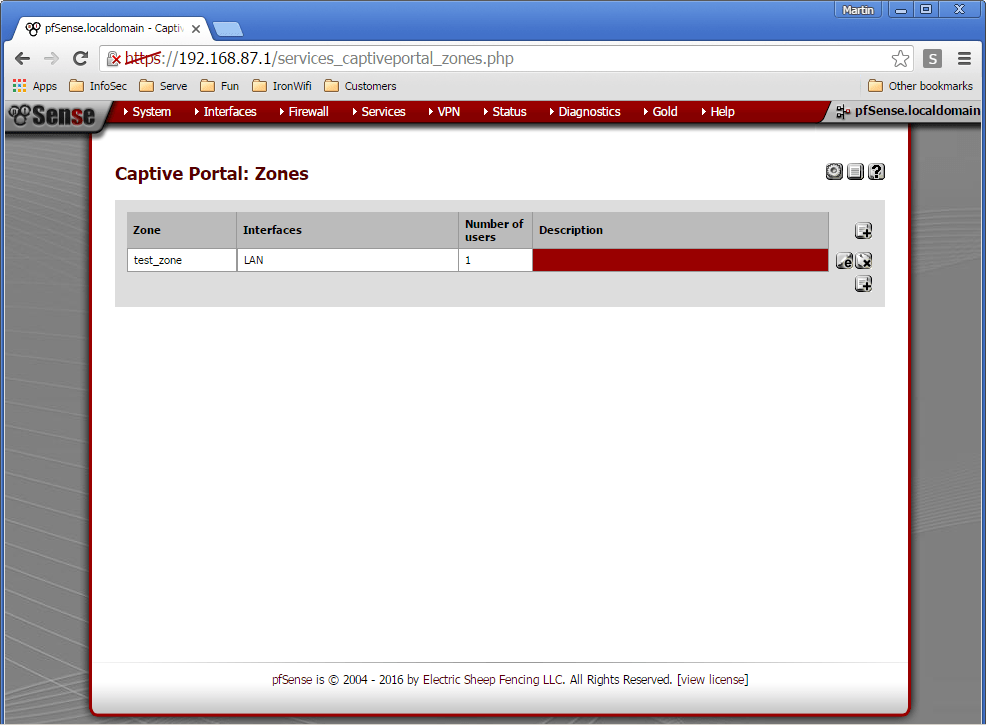 Martin
pfSense.localdomain - Captiv
https://192.168.87.1/services_captiveportal_zones.php
S
Apps InfoSec Serve Fun IronWifi Customers Other bookmarks
Sense System Interfaces Firewall Services VPN Status Diagnostics Gold Help pfSense.localdomain
Captive Portal: Zones
?
Zone Interfaces Number of users Description
test_zone LAN 1
e
pfSense is © 2004 - 2016 by Electric Sheep Fencing LLC. All Rights Reserved. [view license]